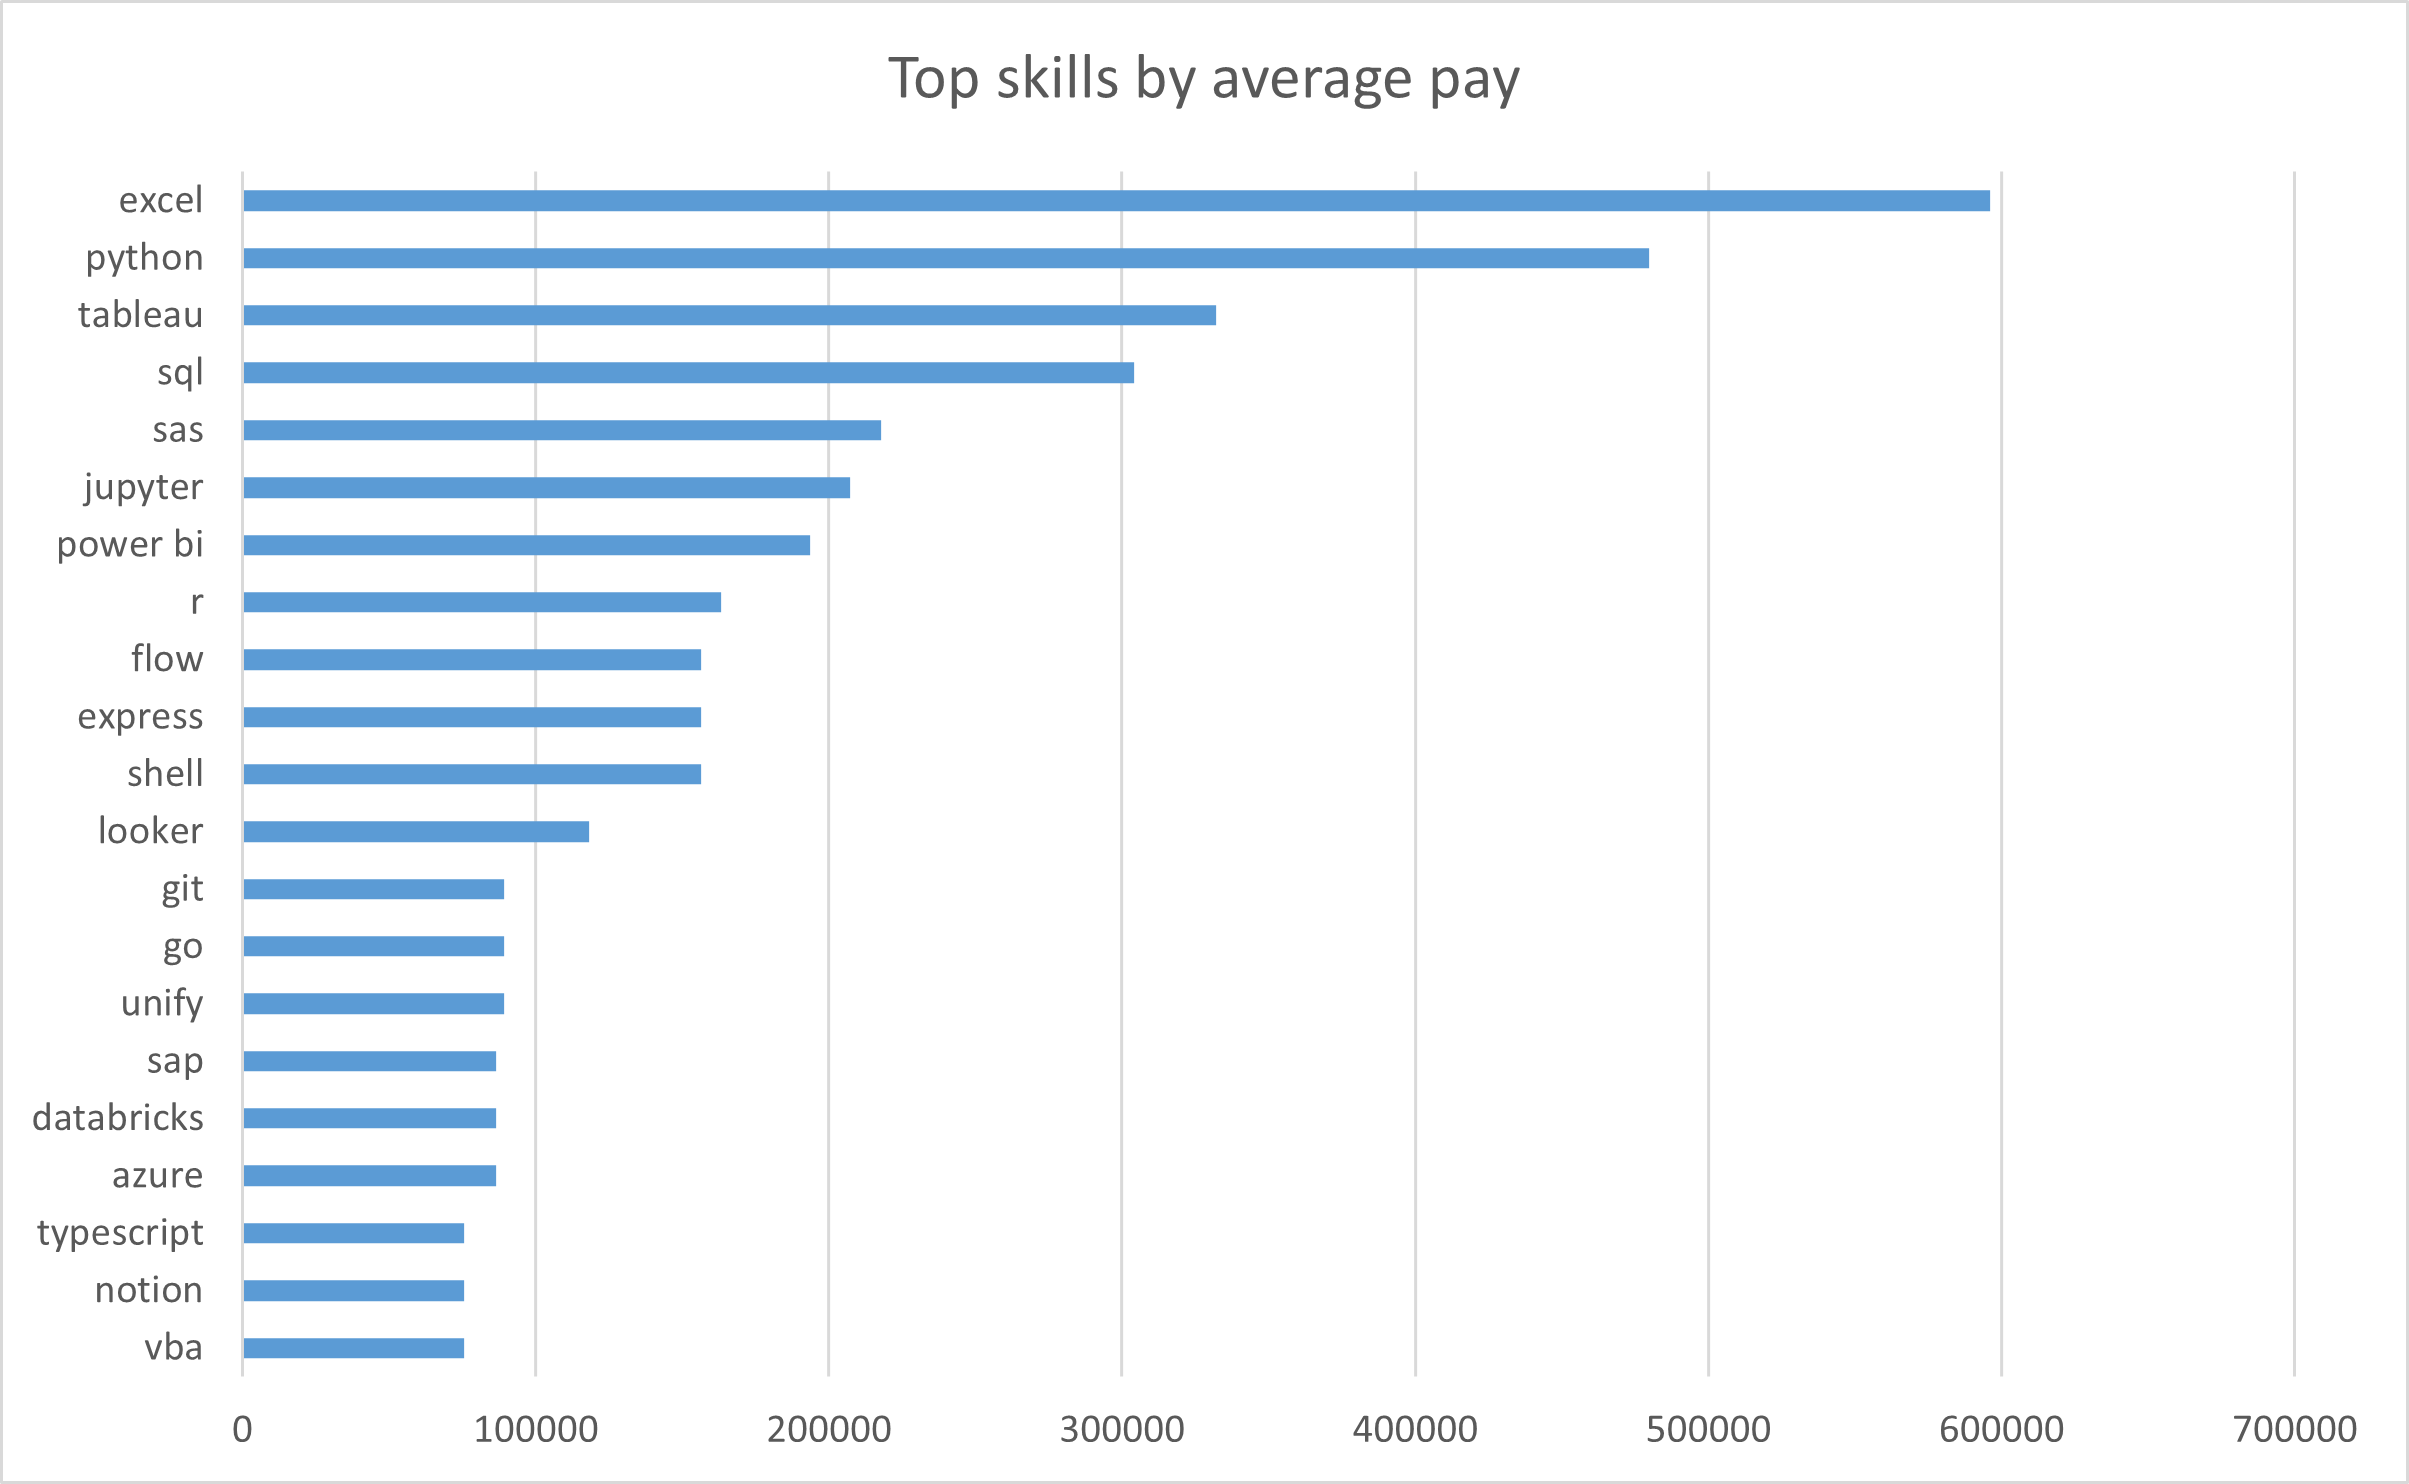 Top skills by average pay
excel
python
tableau
sql
sas
jupyter
power bi
r
flow
express
shell
looker
git
go
unify
sap
databricks
azure
typescript
notion
vba
0 100000 200000 300000 400000 500000 600000 700000